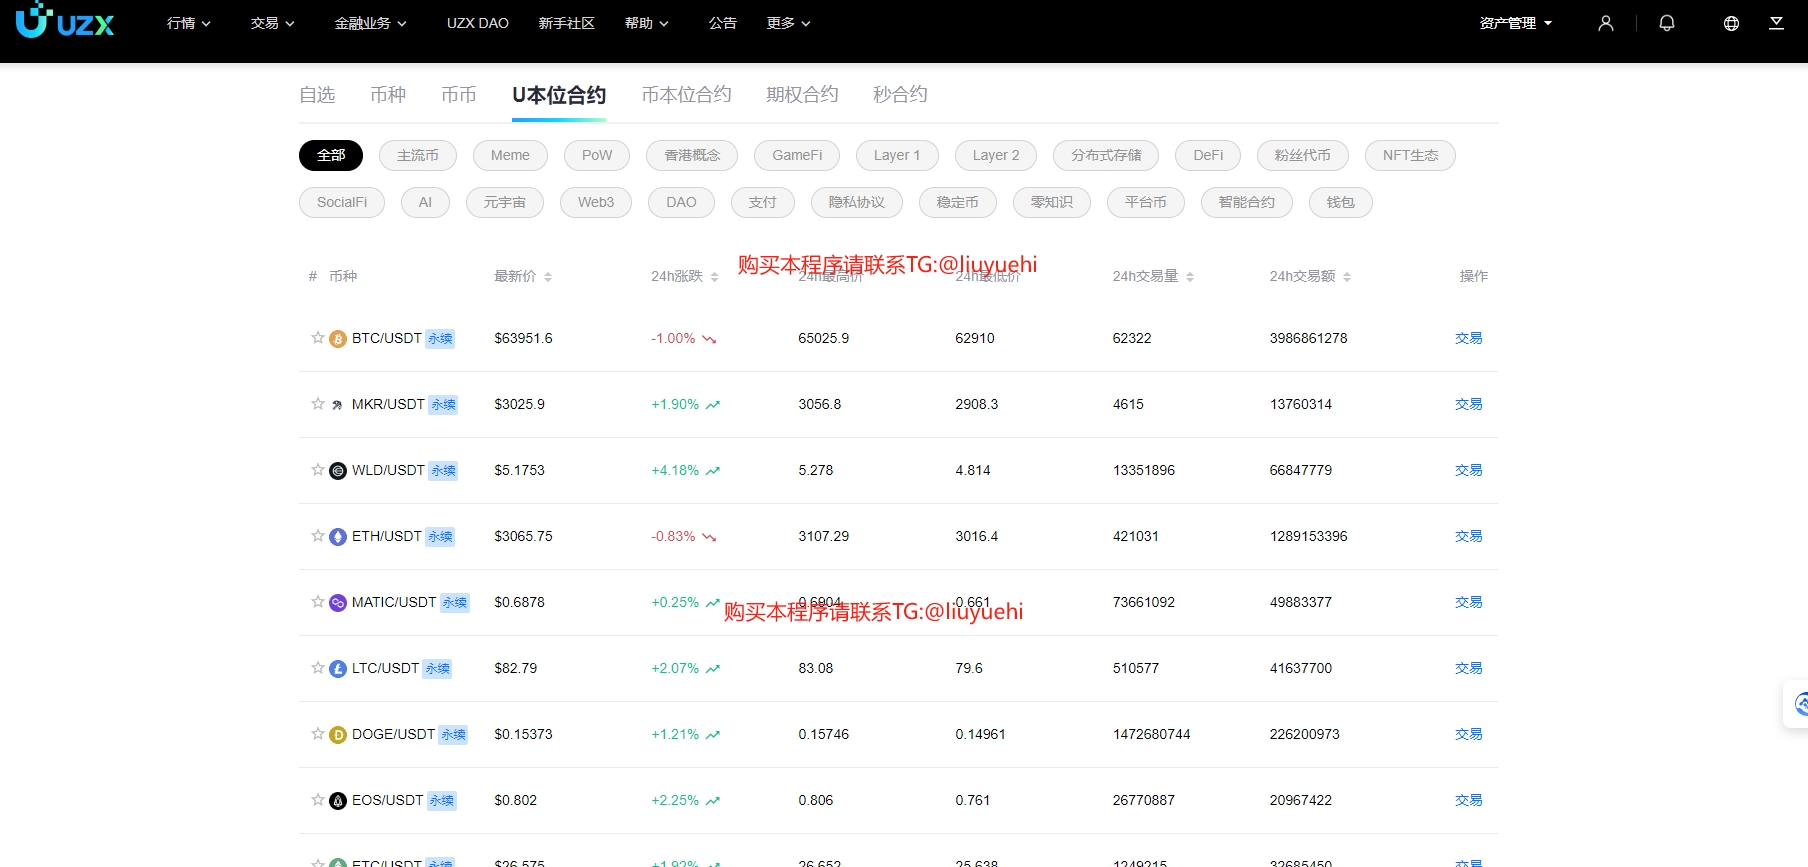 UZX 行情 交易 金融业务 UZX DAO 新手社区 帮助 公告 更多 资产管理
自选 币种 币币 U本位合约 币本位合约 期权合约 秒合约
全部 主流币 Meme PoW 香港概念 GameFi Layer 1 Layer 2 分布式存储 DeFi 粉丝代币 NFT生态
SocialFi AI 元宇宙 Web3 DAO 支付 隐私协议 稳定币 零知识 平台币 智能合约 钱包
购买本程序请联系TG:@liuyuehi
# 币种 最新价 24h涨跌 24h最高价 24h最低价 24h交易量 24h交易额 操作
BTC/USDT 永续 $63951.6 -1.00% 65025.9 62910 62322 3986861278 交易
MKR/USDT 永续 $3025.9 +1.90% 3056.8 2908.3 4615 13760314 交易
WLD/USDT 永续 $5.1753 +4.18% 5.278 4.814 13351896 66847779 交易
ETH/USDT 永续 $3065.75 -0.83% 3107.29 3016.4 421031 1289153396 交易
MATIC/USDT 永续 $0.6878 +0.25% 0.6904 0.661 73661092 49883377 交易
购买本程序请联系TG:@liuyuehi
LTC/USDT 永续 $82.79 +2.07% 83.08 79.6 510577 41637700 交易
DOGE/USDT 永续 $0.15373 +1.21% 0.15746 0.14961 1472680744 226200973 交易
EOS/USDT 永续 $0.802 +2.25% 0.806 0.761 26770887 20967422 交易
ETC/USDT 永续 $26.575 +1.92% 26.652 25.638 1249215 32685450 交易